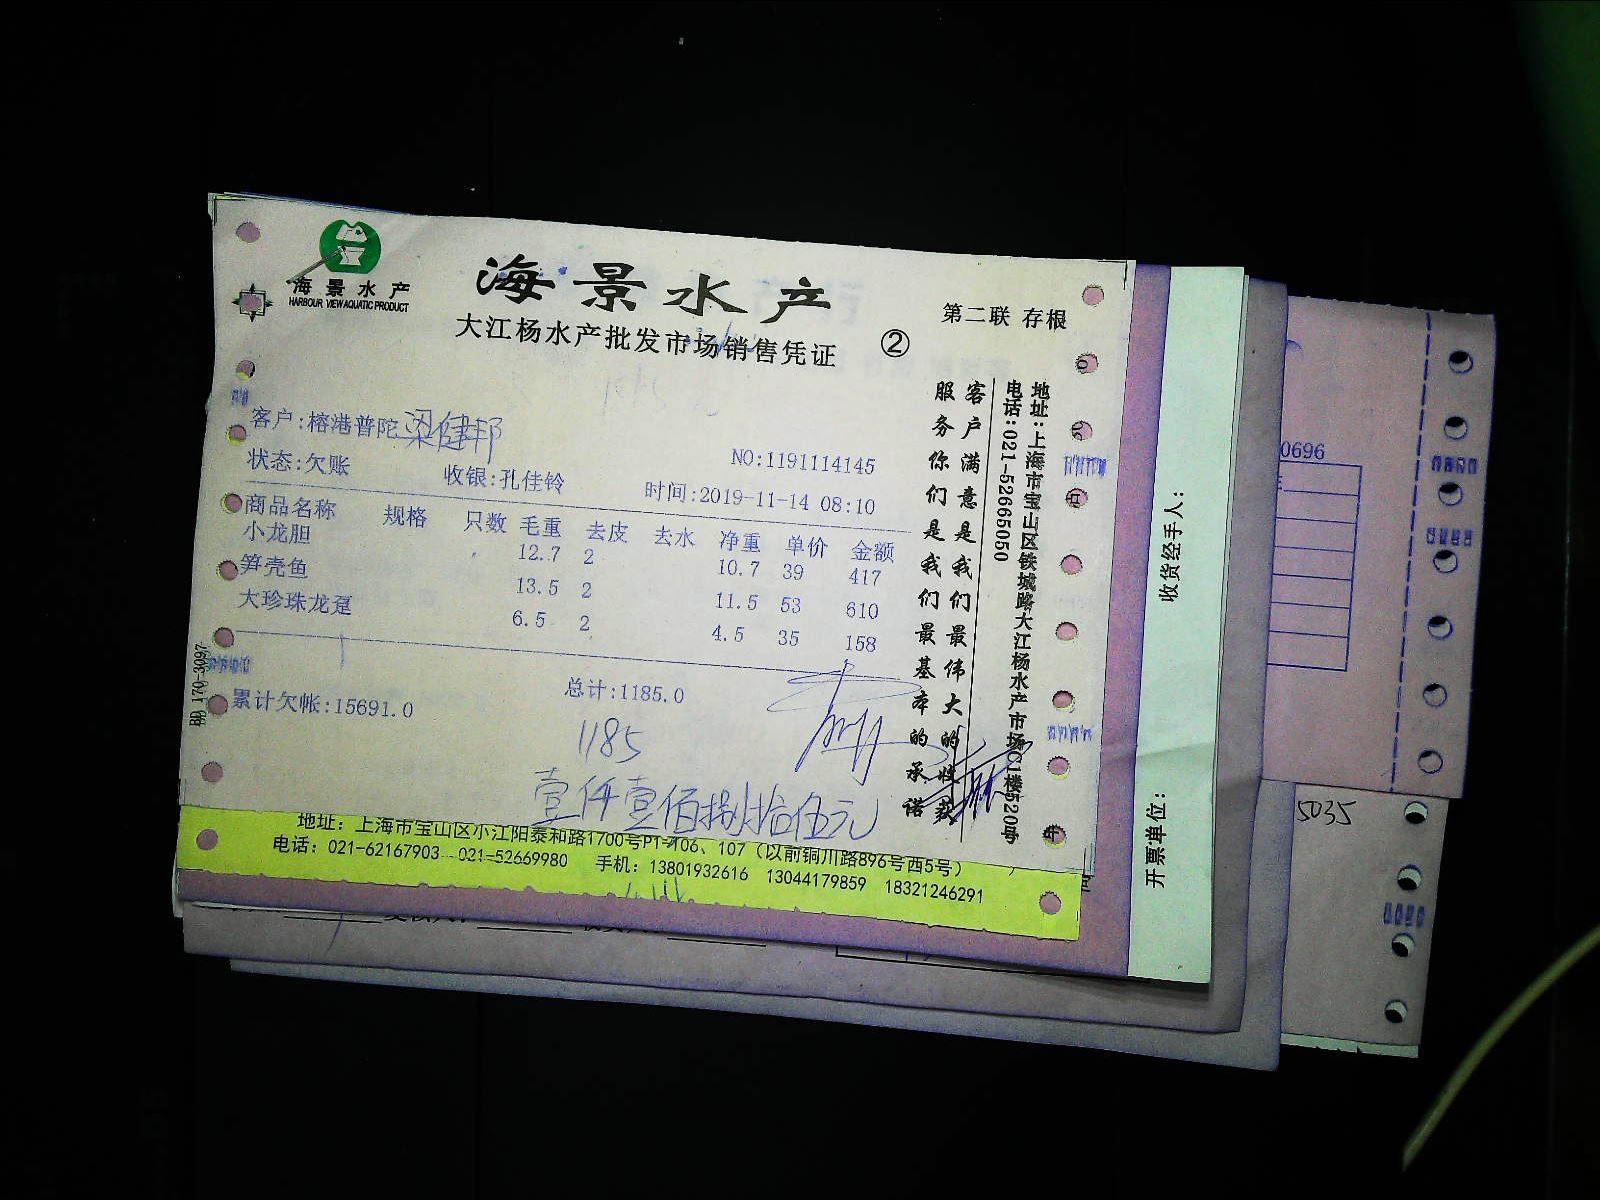 海景水产
HARBOUR VIEW AQUATIC PRODUCT
海景水产
大江杨水产批发市场销售凭证
②
第二联 存根
客户:榕港普陀 梁健邦
NO:1191114145
状态:欠账 收银:孔佳铃 时间:2019-11-14 08:10
商品名称 规格 只数 毛重 去皮 去水 净重 单价 金额
小龙胆 12.7 2 10.7 39 417
笋壳鱼 13.5 2 11.5 53 610
大珍珠龙趸 6.5 2 4.5 35 158
累计欠帐:15691.0 总计:1185.0
1185
壹仟壹佰捌拾伍元
客户满意是我们最伟大的收获
服务你们是我们最基本的承诺
地址:上海市宝山区铁城路大江杨水产市场C1楼520号
电话:021-52665050
BD 170-3097
地址: 上海市宝山区小江阳泰和路1700号P1-106、107 (以前铜川路896号西5号)
电话: 021-62167903 021-52669980 手机: 13801932616 13044179859 18321246291
收货经手人:
开票单位:
0696
5035